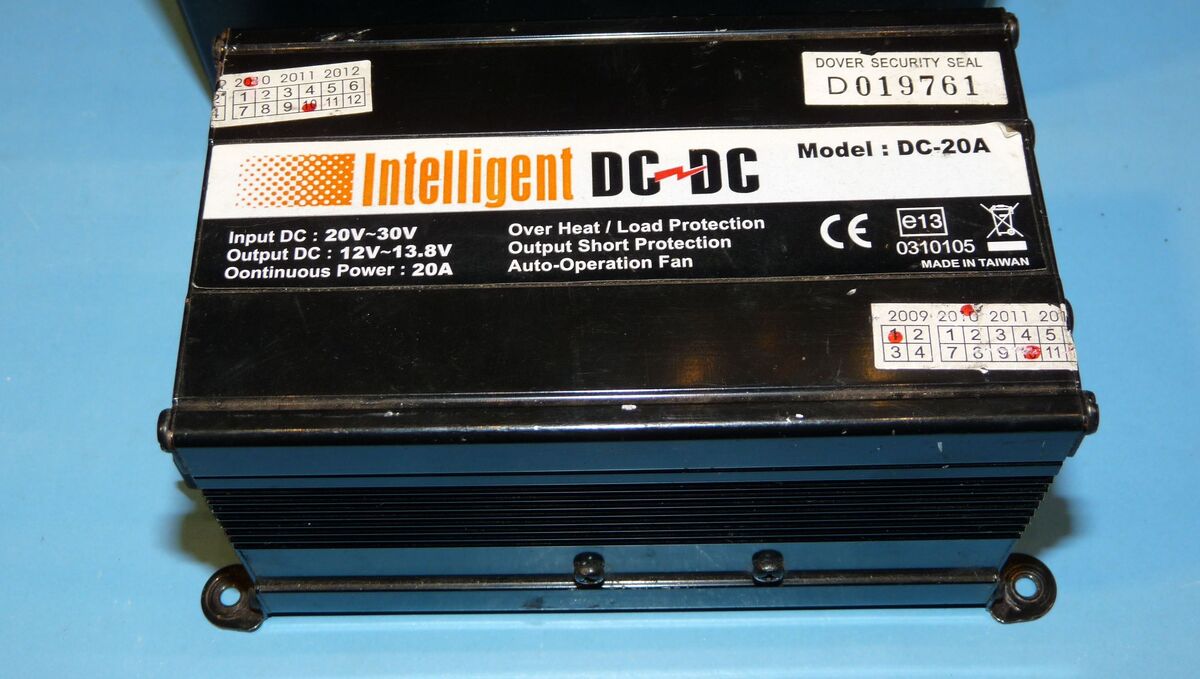 2010 2011 2012
1 2 3 4 5 6
7 8 9 10 11 12
DOVER SECURITY SEAL
D019761
Intelligent DC DC
Model : DC-20A
Input DC : 20V~30V
Output DC : 12V~13.8V
Oontinuous Power : 20A
Over Heat / Load Protection
Output Short Protection
Auto-Operation Fan
CE
e13
0310105
MADE IN TAIWAN
2009 2010 2011 201
1 2 1 2 3 4 5
3 4 7 8 9 10 11